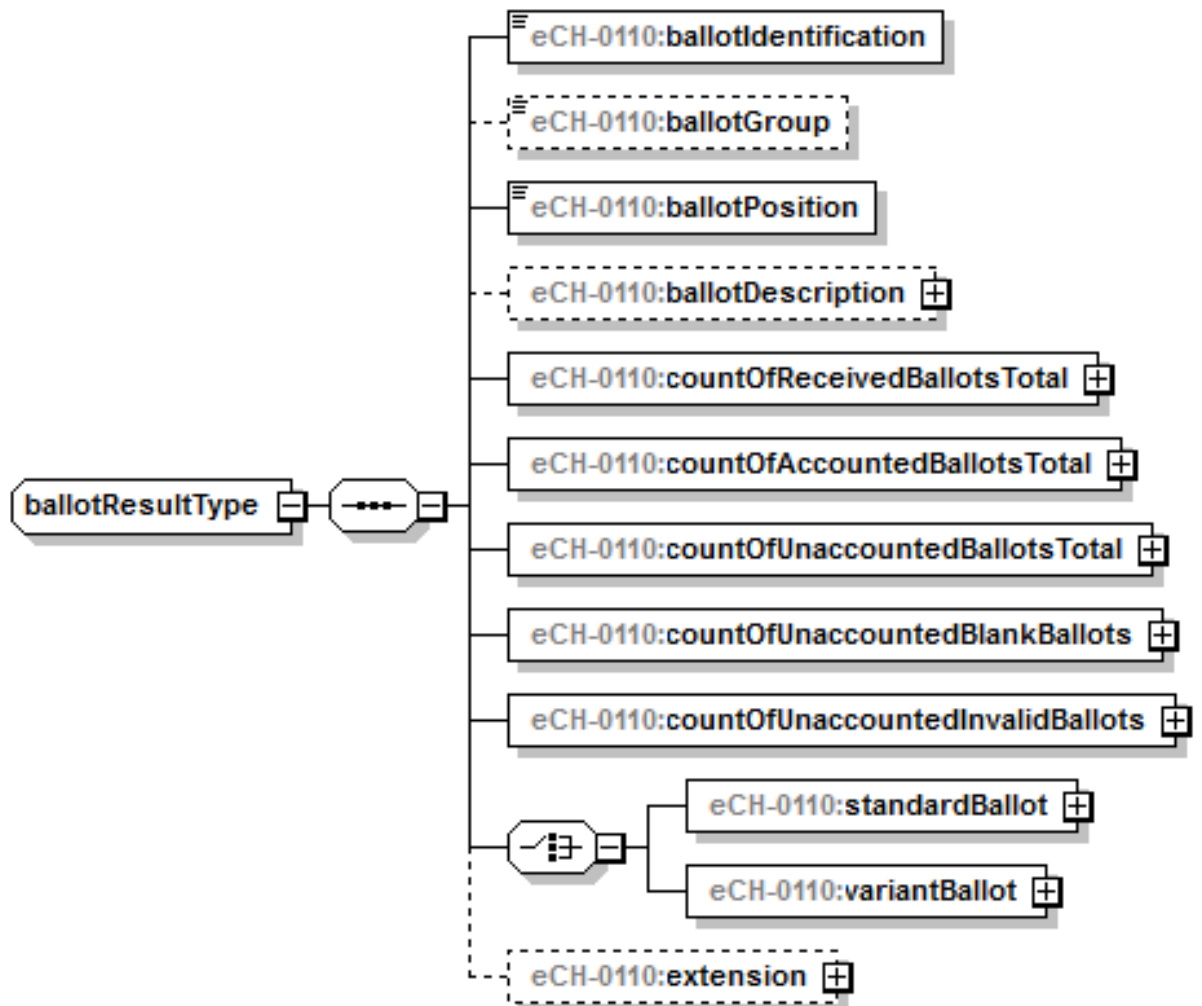 eCH-0110:ballotIdentification
eCH-0110:ballotGroup
eCH-0110:ballotPosition
eCH-0110:ballotDescription
eCH-0110:countOfReceivedBallotsTotal
eCH-0110:countOfAccountedBallotsTotal
ballotResultType
eCH-0110:countOfUnaccountedBallotsTotal
eCH-0110:countOfUnaccountedBlankBallots
eCH-0110:countOfUnaccountedInvalidBallots
eCH-0110:standardBallot
eCH-0110:variantBallot
eCH-0110:extension